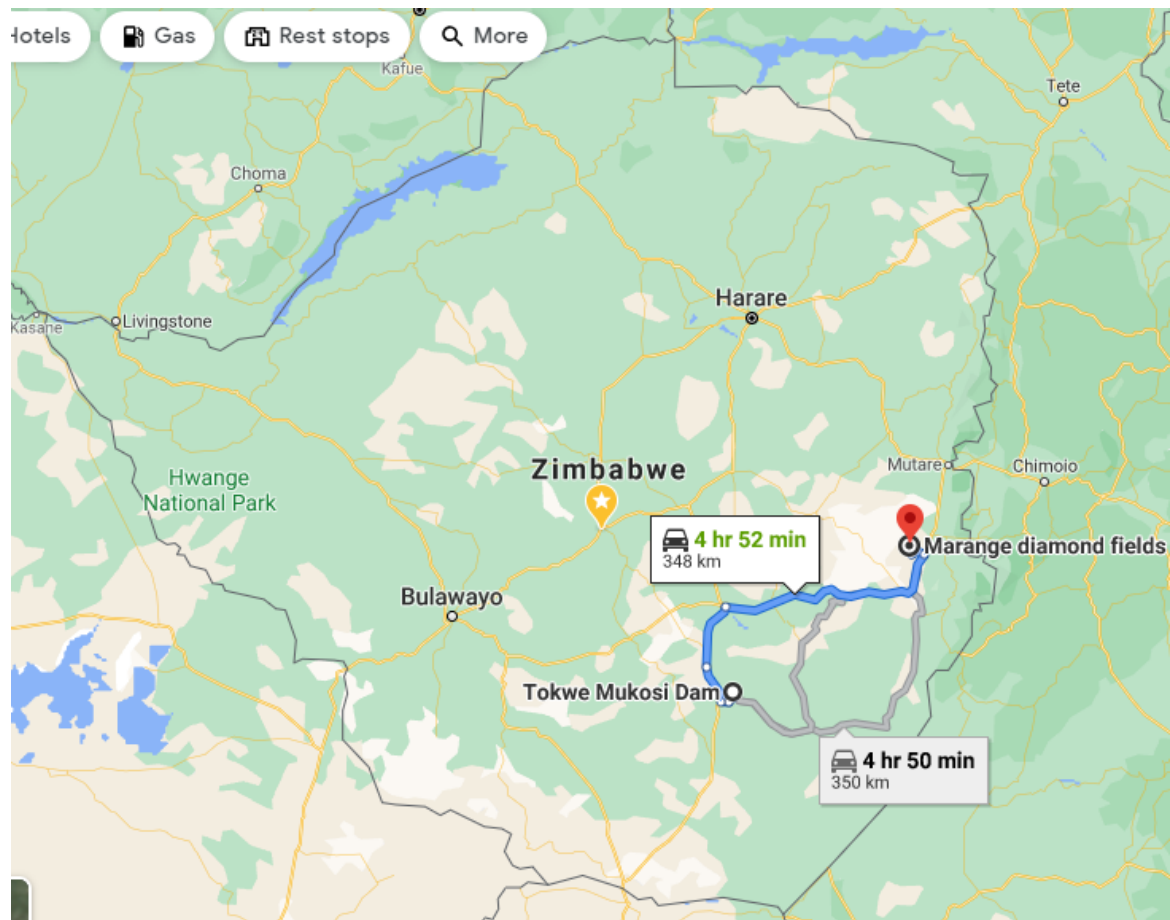 Hotels
Gas
Rest stops
More
Kafue
Tete
Choma
Harare
Kasane
Livingstone
Zimbabwe
Mutare
Chimoio
Hwange
National Park
4 hr 52 min
348 km
Marange diamond fields
Bulawayo
Tokwe Mukosi Dam
4 hr 50 min
350 km